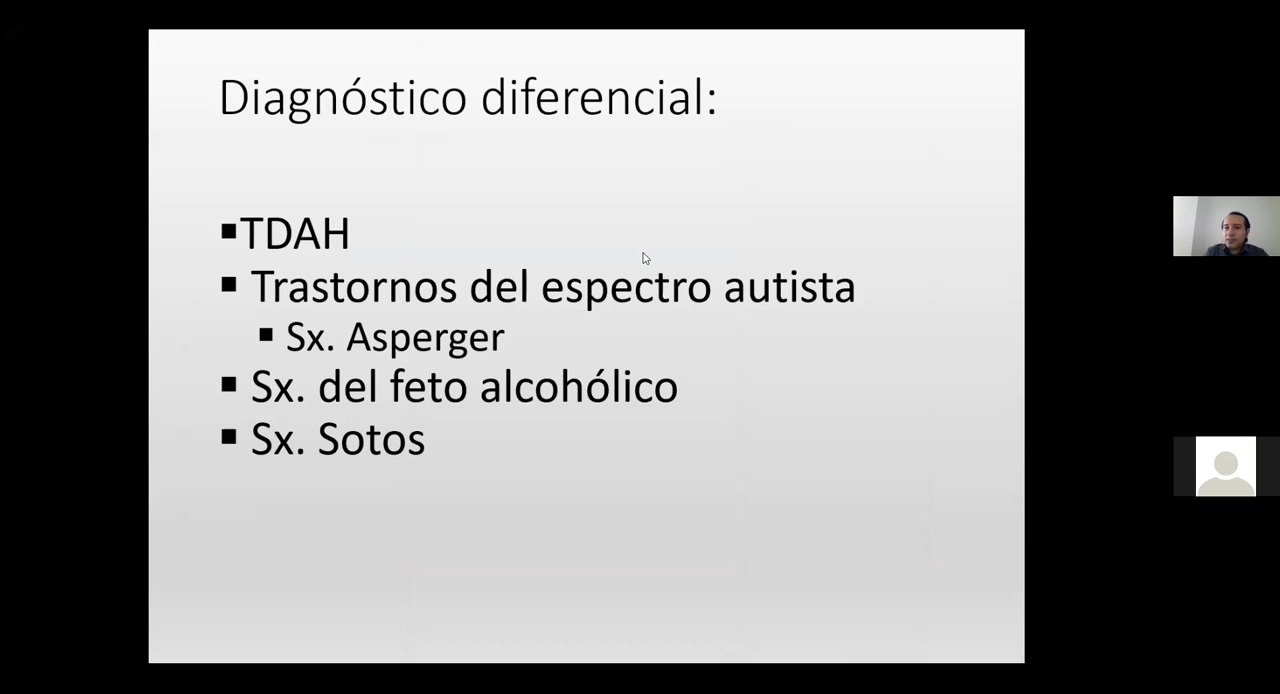 Diagnóstico diferencial:
▪TDAH
▪ Trastornos del espectro autista
▪ Sx. Asperger
▪ Sx. del feto alcohólico
▪ Sx. Sotos